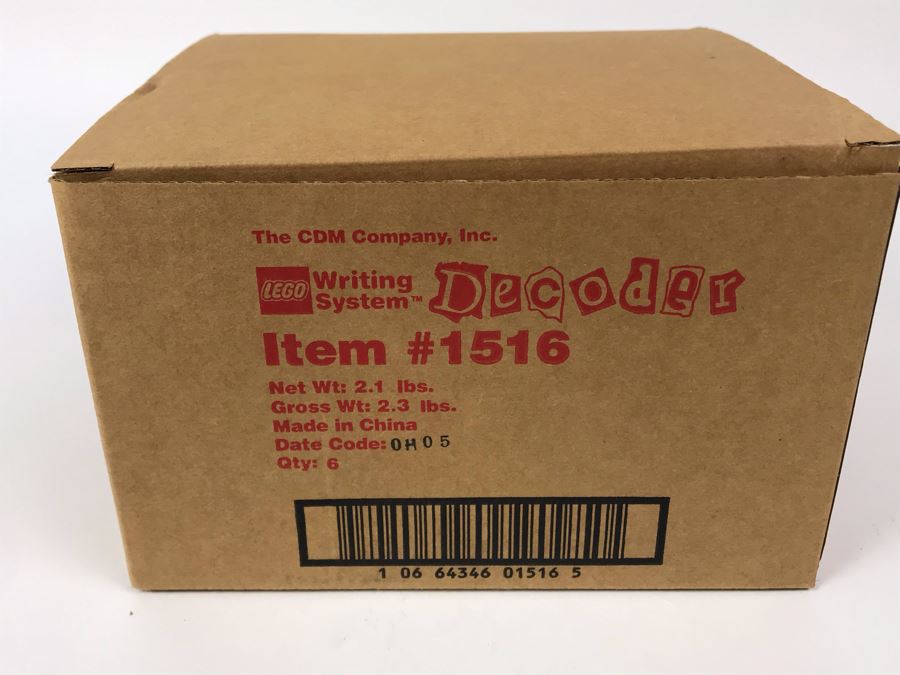 The CDM Company, Inc.
LEGO Writing System™ Decoder
Item #1516
Net Wt: 2.1 lbs.
Gross Wt: 2.3 lbs.
Made in China
Date Code: 0H05
Qty: 6
1 06 64346 01516 5